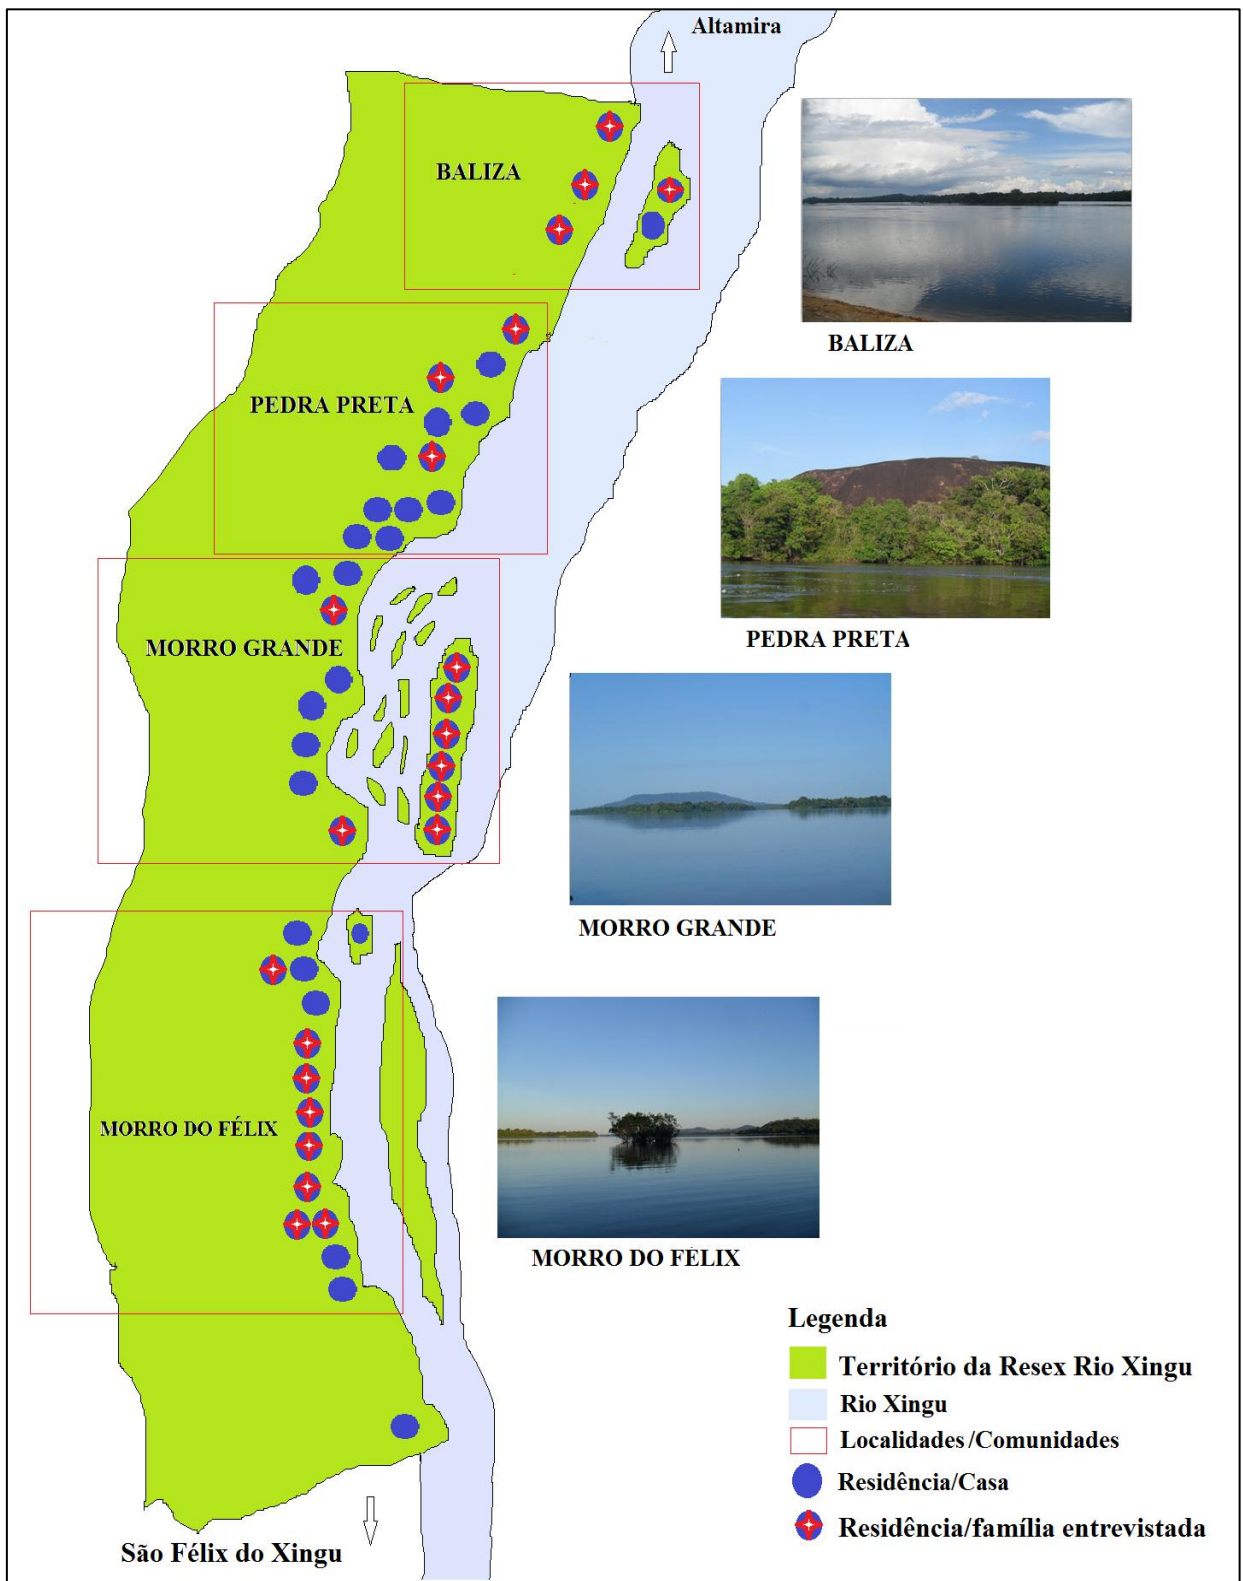 Altamira
BALIZA
BALIZA
PEDRA PRETA
PEDRA PRETA
MORRO GRANDE
MORRO GRANDE
MORRO DO FÉLIX
MORRO DO FÉLIX
Legenda
Território da Resex Rio Xingu
Rio Xingu
Localidades/Comunidades
Residência/Casa
Residência/família entrevistada
São Félix do Xingu